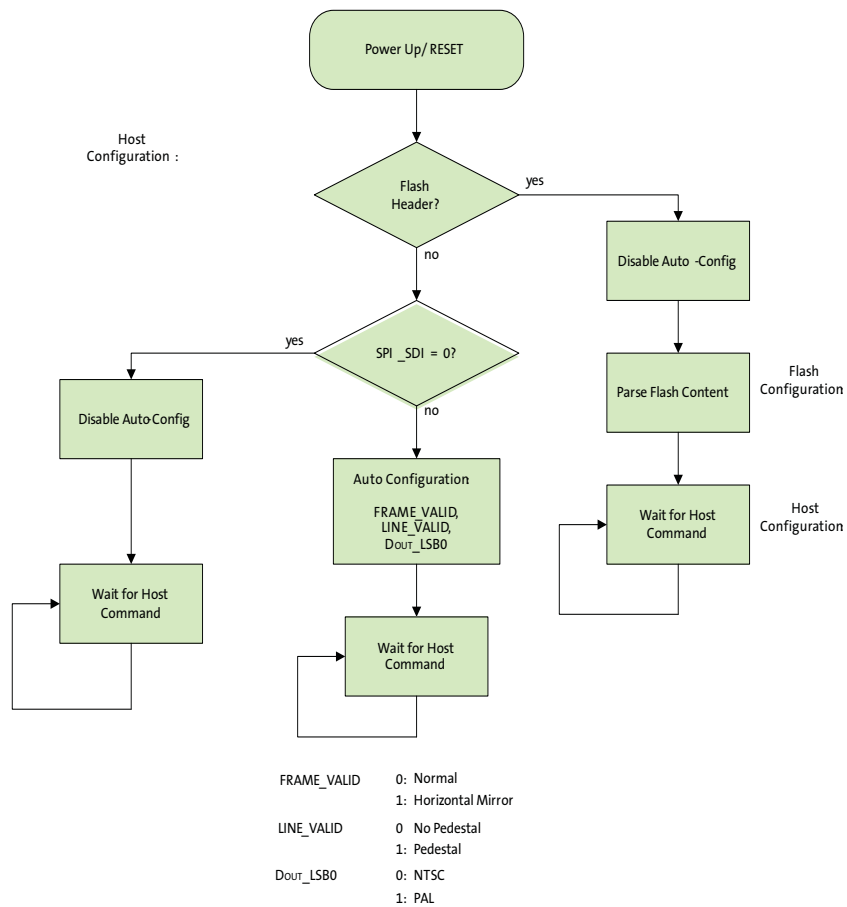 Power Up/ RESET
Host
Configuration :
Flash
Header?
yes
no
Disable Auto -Config
SPI _SDI = 0?
yes
no
Parse Flash Content
Flash
Configuration
Disable Auto-Config
Auto Configuration
FRAME_VALID,
LINE_VALID,
DOUT_LSB0
Wait for Host
Command
Host
Configuration
Wait for Host
Command
Wait for Host
Command
FRAME_VALID 0: Normal
1: Horizontal Mirror
LINE_VALID 0 No Pedestal
1: Pedestal
DOUT_LSB0 0: NTSC
1: PAL